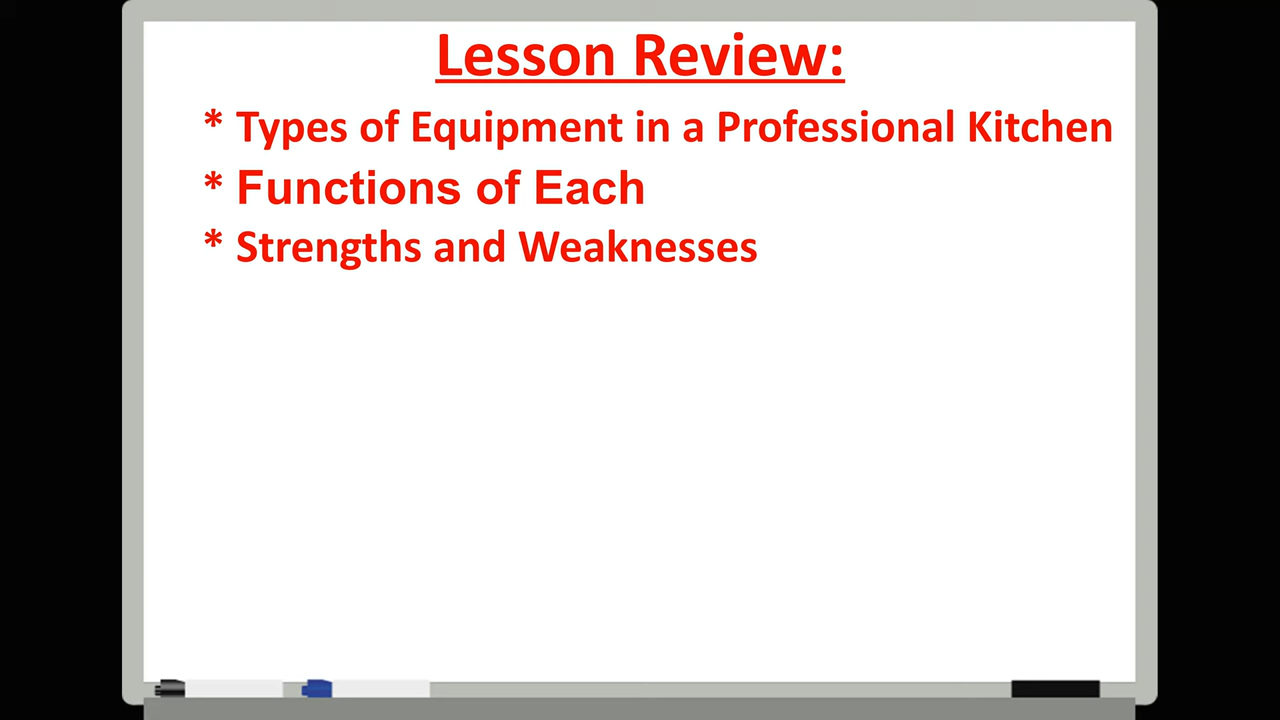 Lesson Review:
* Types of Equipment in a Professional Kitchen
* Functions of Each
* Strengths and Weaknesses